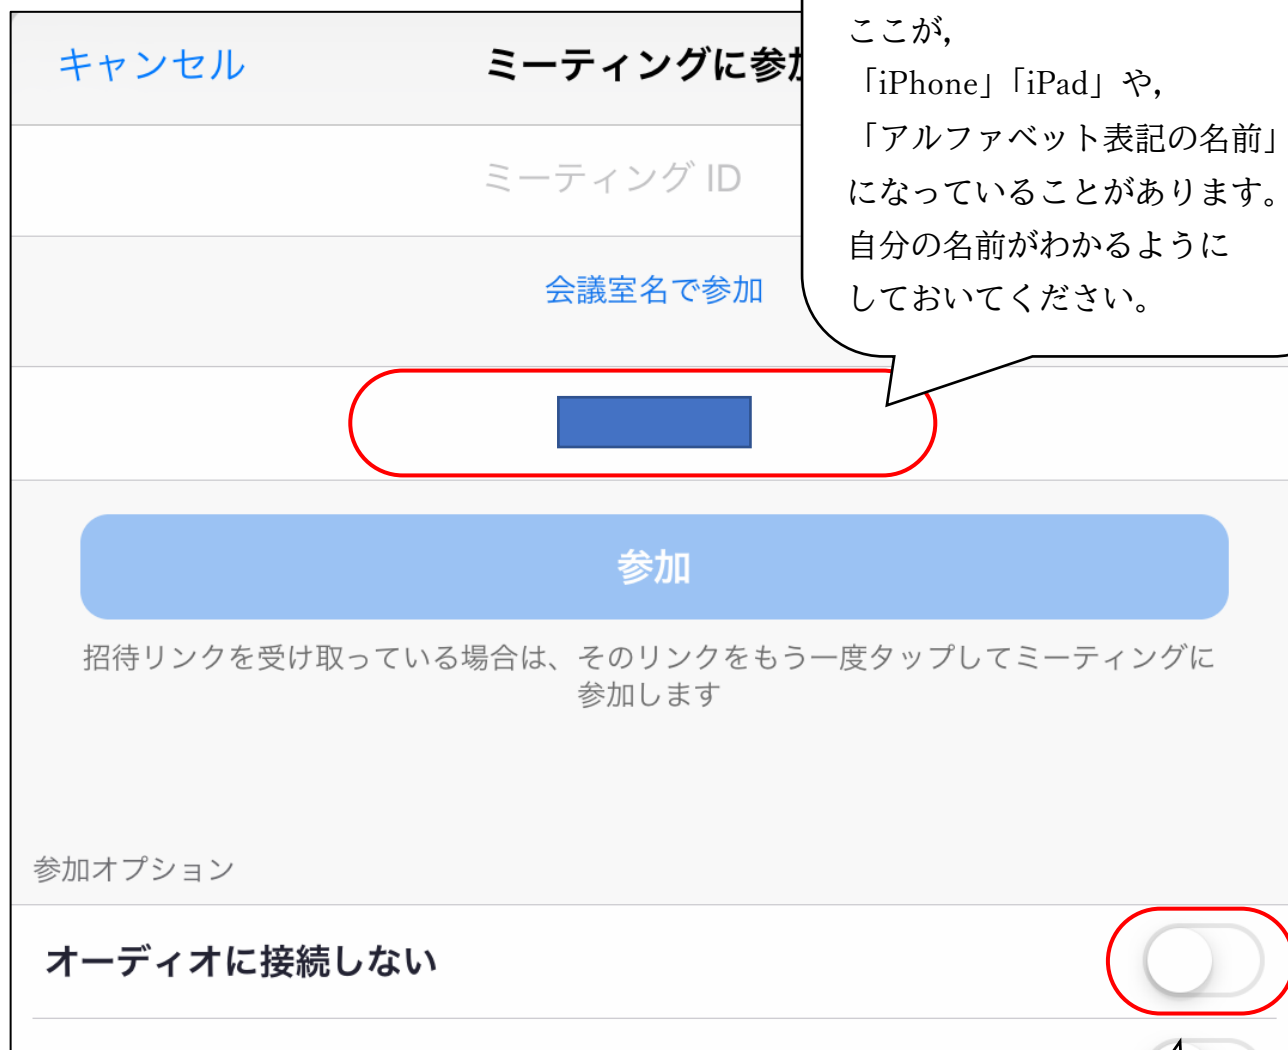 キャンセル
ミーティングに参加
ここが，
「iPhone」「iPad」や，
「アルファベット表記の名前」
になっていることがあります。
自分の名前がわかるように
しておいてください。
ミーティング ID
会議室名で参加
参加
招待リンクを受け取っている場合は、そのリンクをもう一度タップしてミーティングに
参加します
参加オプション
オーディオに接続しない